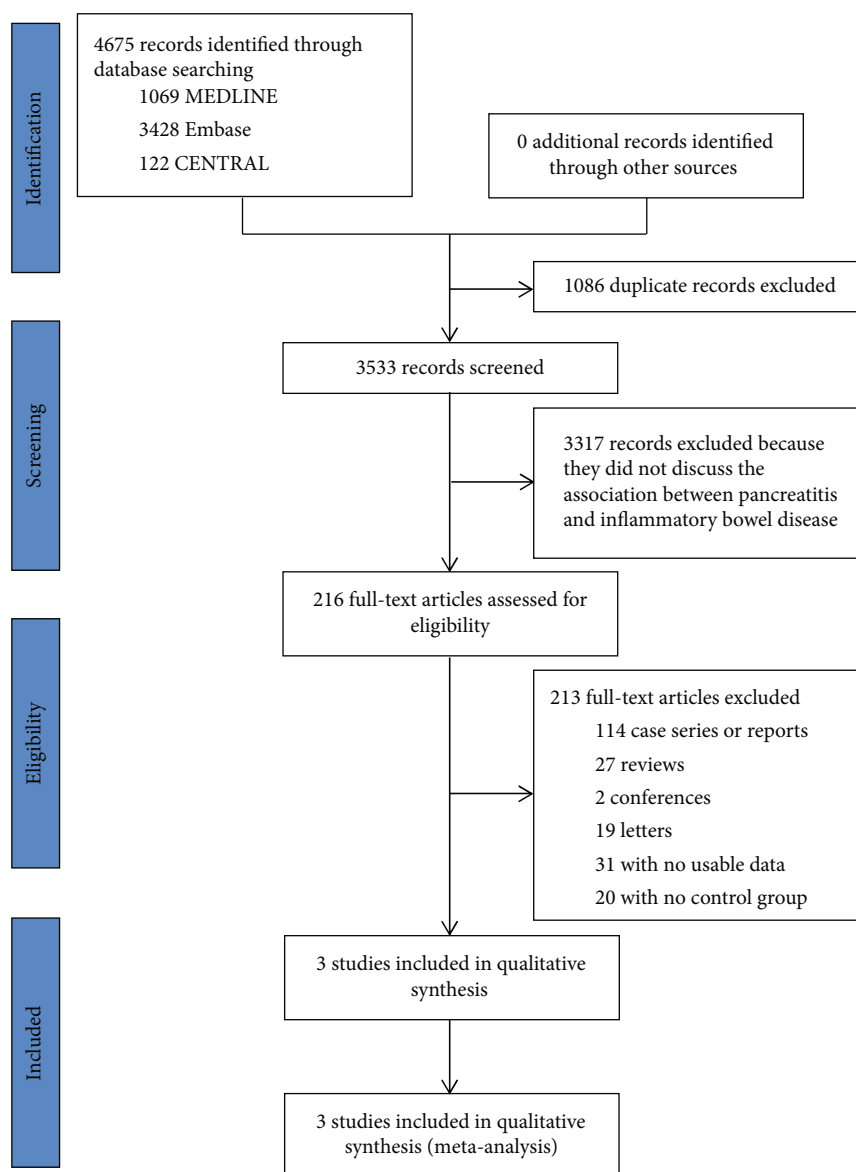 Identification
4675 records identified through
database searching
1069 MEDLINE
3428 Embase
122 CENTRAL
0 additional records identified
through other sources
1086 duplicate records excluded
Screening
3533 records screened
3317 records excluded because
they did not discuss the
association between pancreatitis
and inflammatory bowel disease
216 full-text articles assessed for
eligibility
Eligibility
213 full-text articles excluded
114 case series or reports
27 reviews
2 conferences
19 letters
31 with no usable data
20 with no control group
Included
3 studies included in qualitative
synthesis
3 studies included in qualitative
synthesis (meta-analysis)